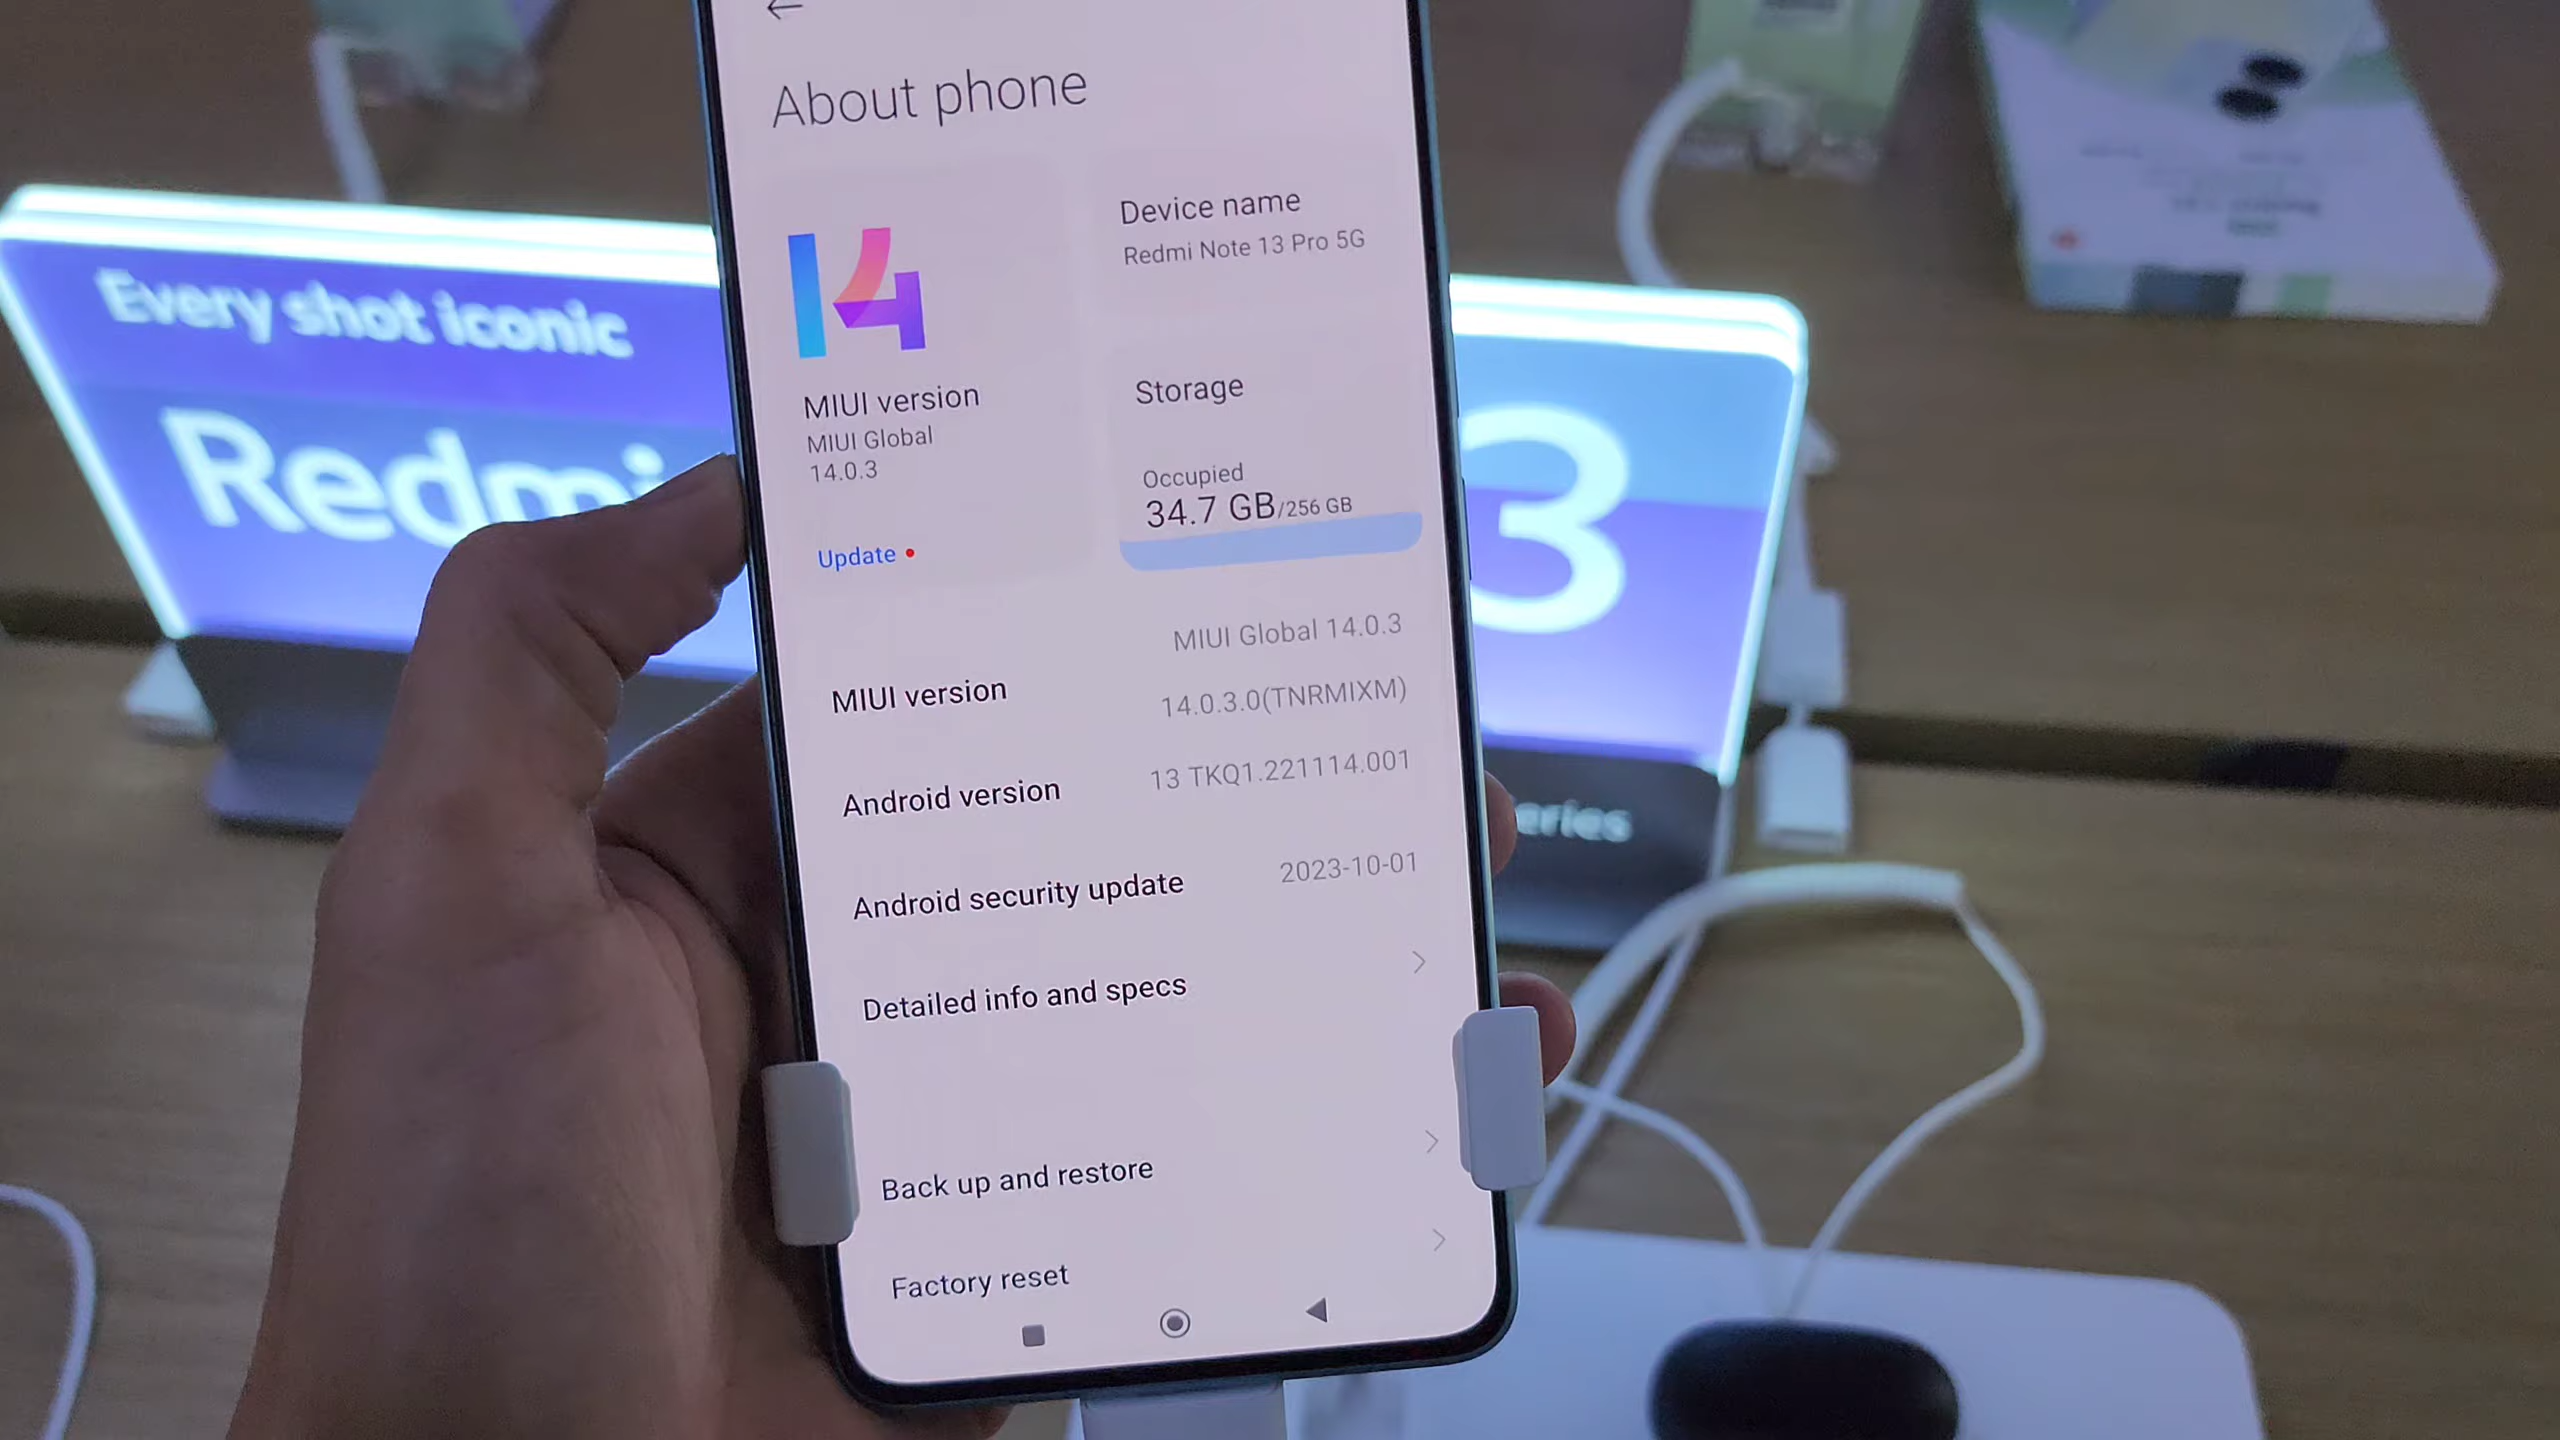 About phone
14
MIUI version
MIUI Global
14.0.3
Update
Device name
Redmi Note 13 Pro 5G
Storage
Occupied
34.7 GB/256 GB
MIUI version
MIUI Global 14.0.3
14.0.3.0(TNRMIXM)
Android version
13 TKQ1.221114.001
Android security update
2023-10-01
Detailed info and specs
Back up and restore
Factory reset
Every shot iconic
Redmi
3
eries